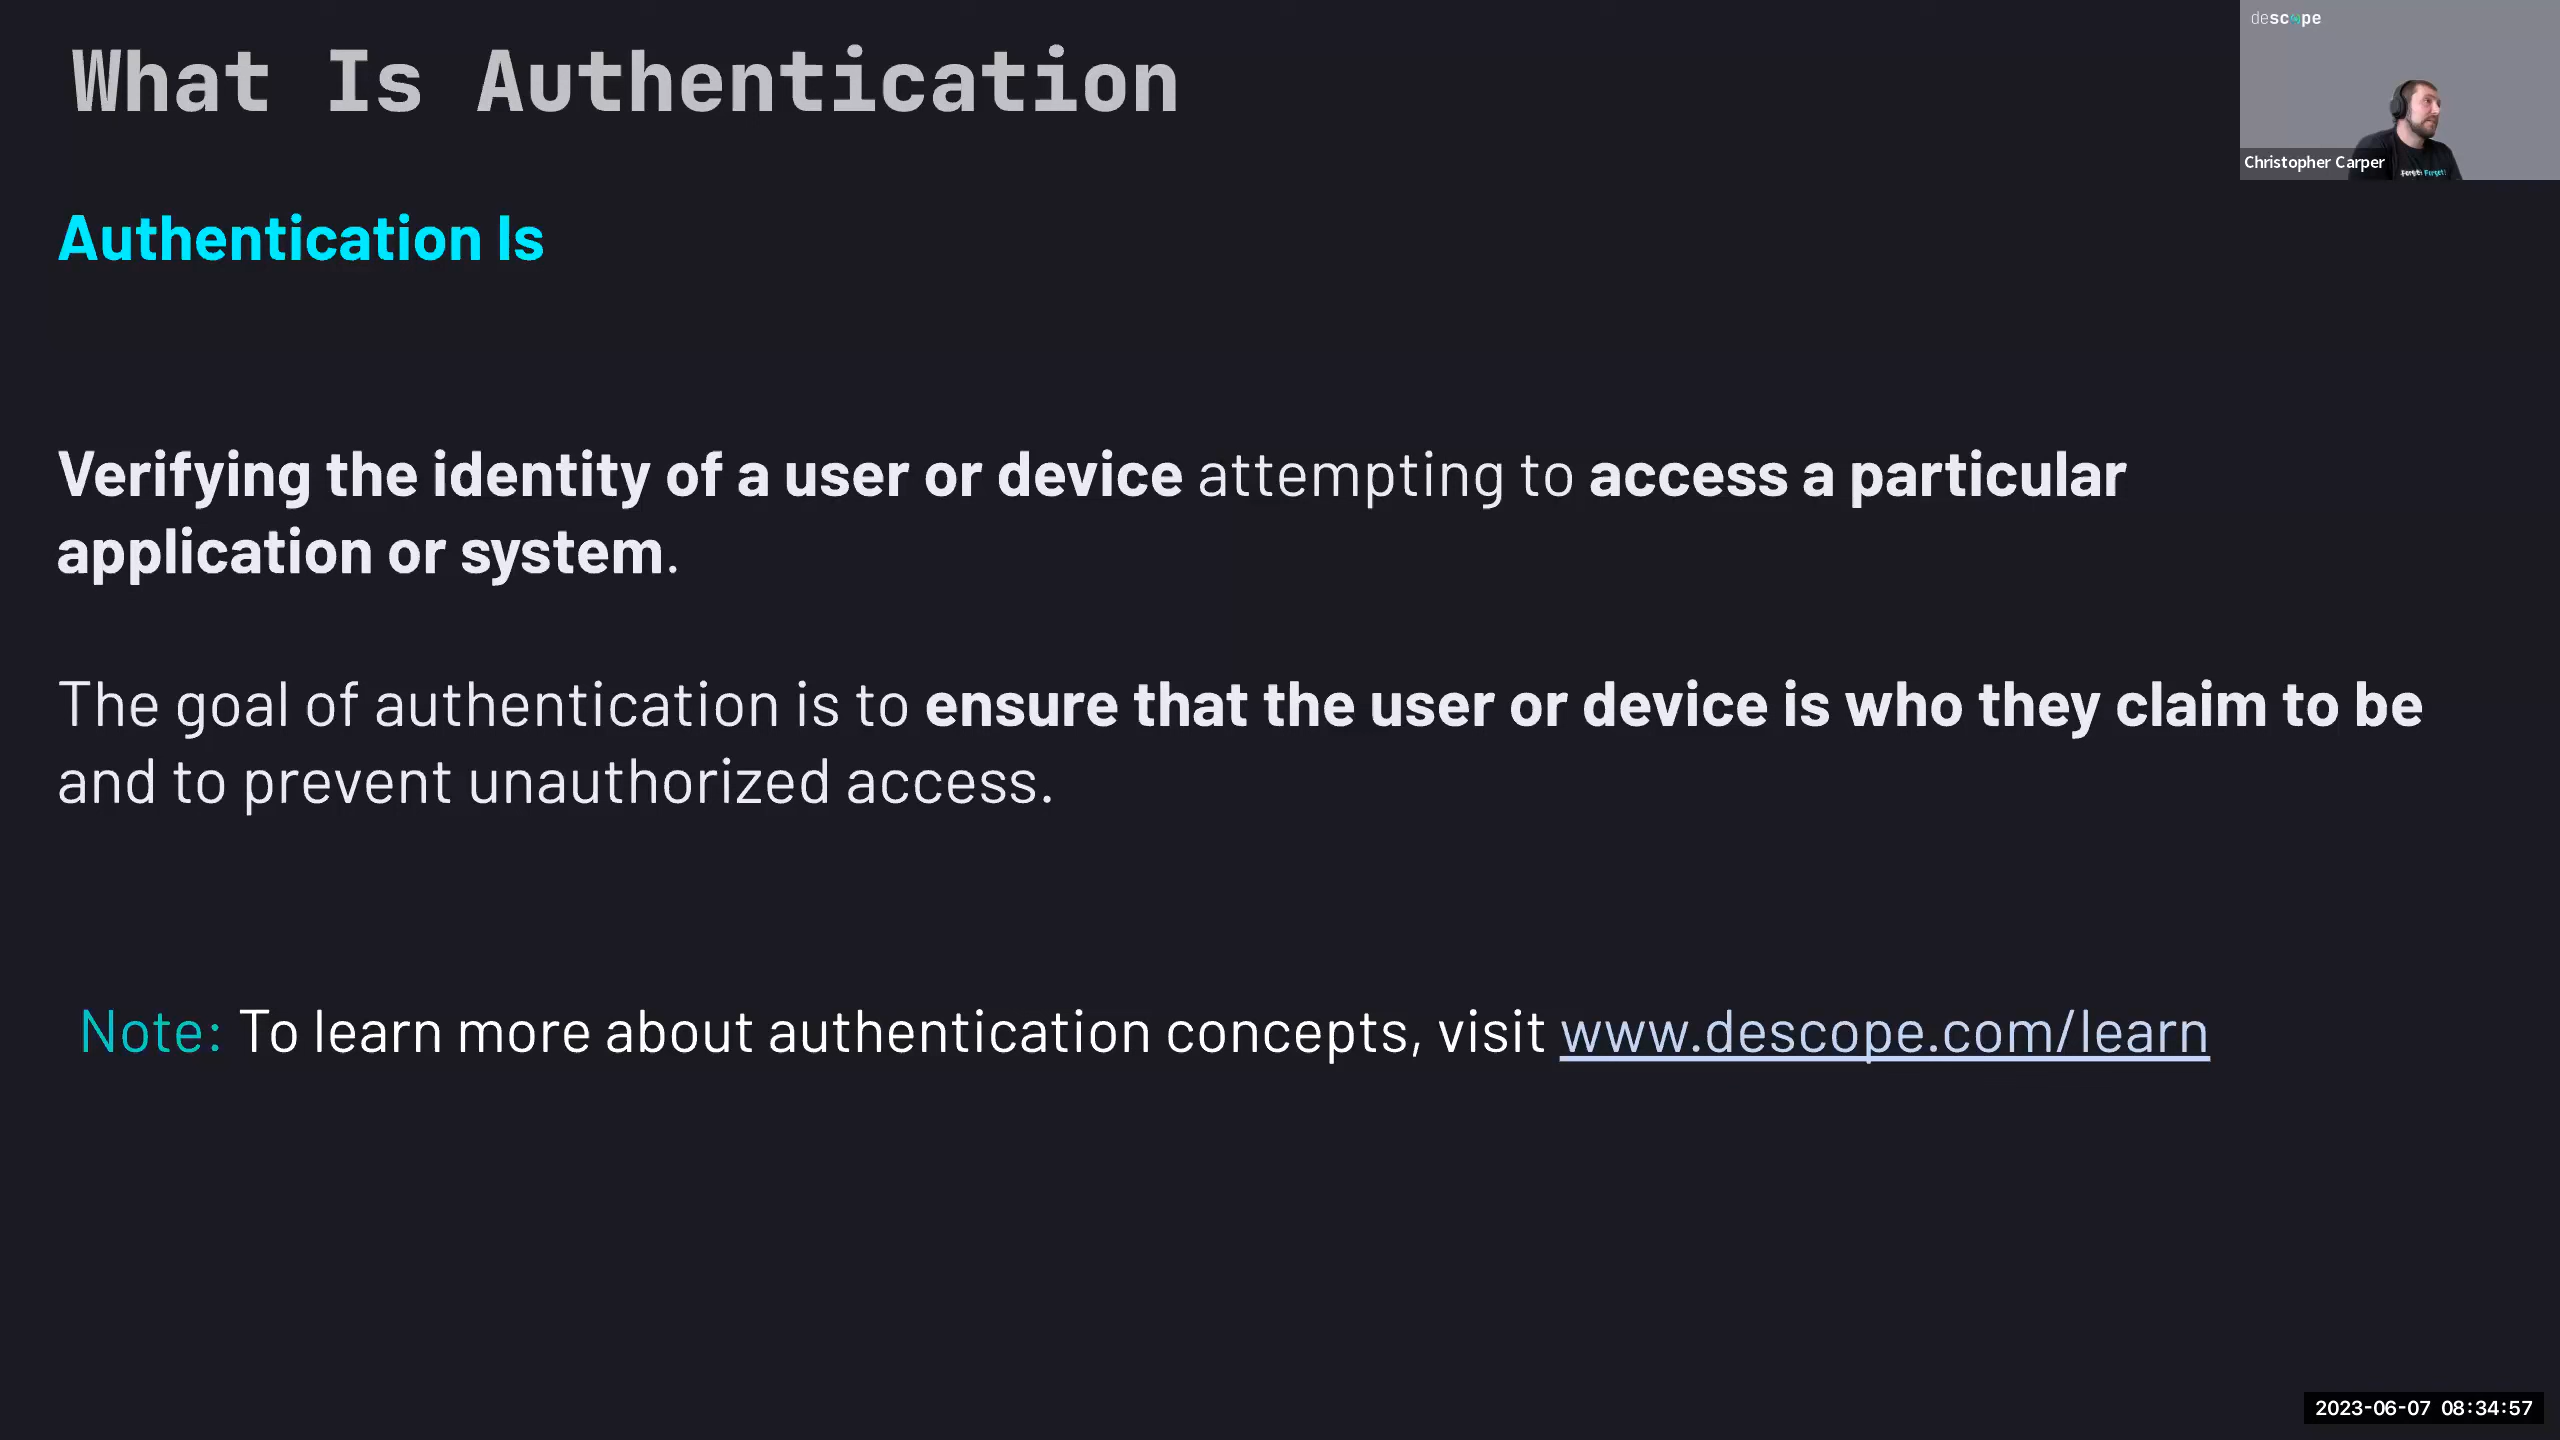 What Is Authentication
descope
Christopher Carper
Authentication Is
Verifying the identity of a user or device attempting to access a particular
application or system.
The goal of authentication is to ensure that the user or device is who they claim to be
and to prevent unauthorized access.
Note: To learn more about authentication concepts, visit www.descope.com/learn
2023-06-07 08:34:57